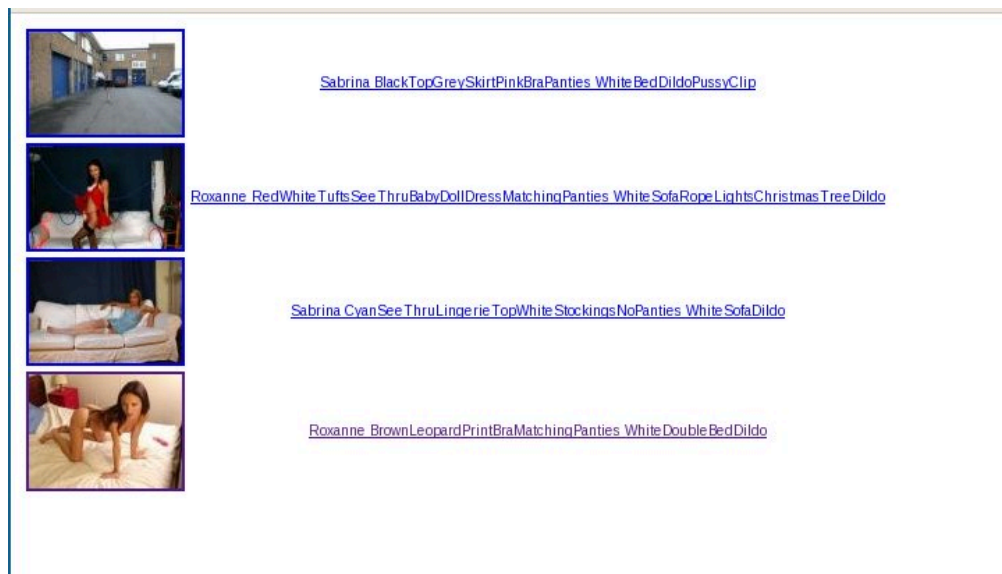 Sabrina BlackTopGreySkirtPinkBraPanties WhiteBedDildoPussyClip
Roxanne RedWhiteTuftsSeeThruBabyDollDressMatchingPanties WhiteSofaRopeLightsChristmasTreeDildo
Sabrina CyanSeeThruLingerieTopWhiteStockingsNoPanties WhiteSofaDildo
Roxanne BrownLeopardPrintBraMatchingPanties WhiteDoubleBedDildo